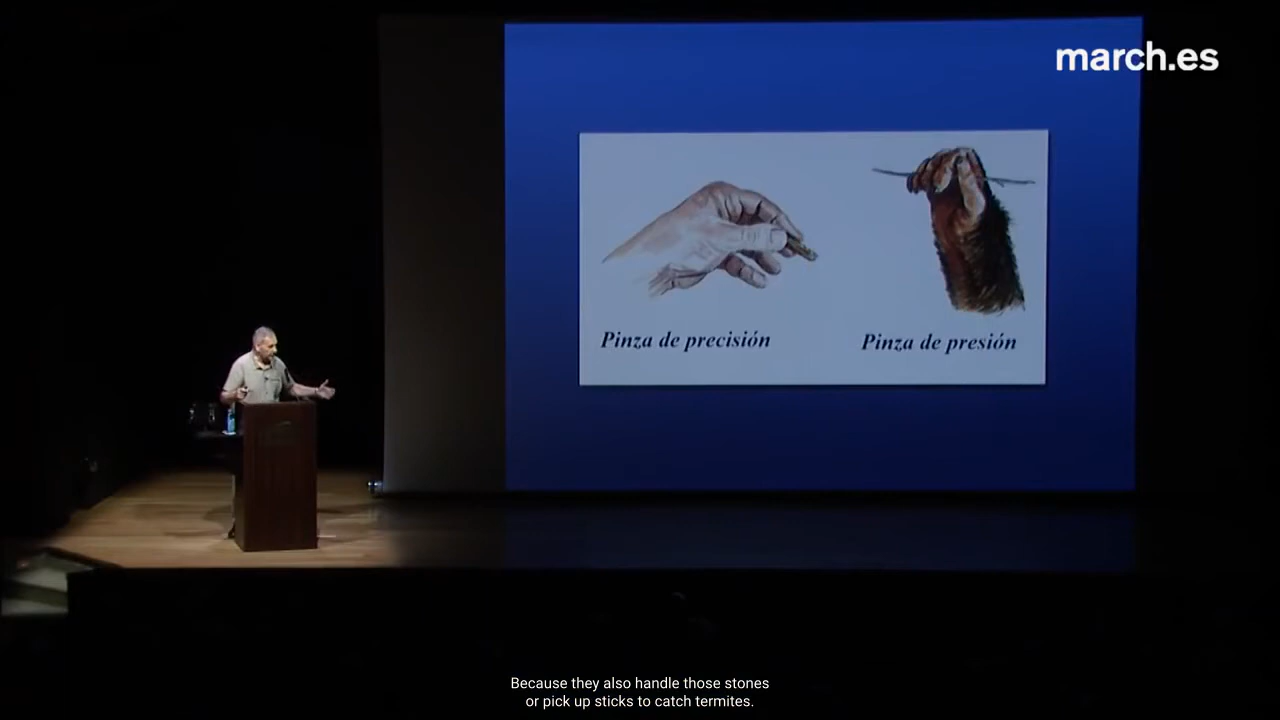 march.es
Pinza de precisión
Pinza de presión
Because they also handle those stones
or pick up sticks to catch termites.